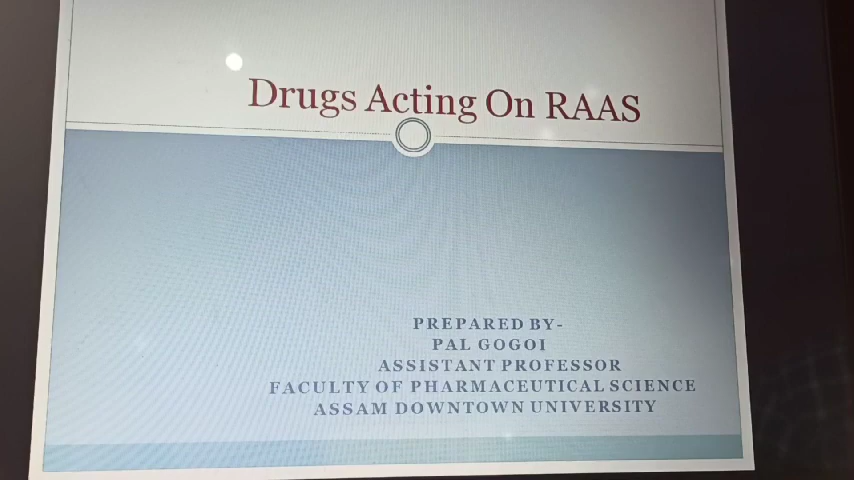 Drugs Acting On RAAS
PREPARED BY-
PAL GOGOI
ASSISTANT PROFESSOR
FACULTY OF PHARMACEUTICAL SCIENCE
ASSAM DOWNTOWN UNIVERSITY